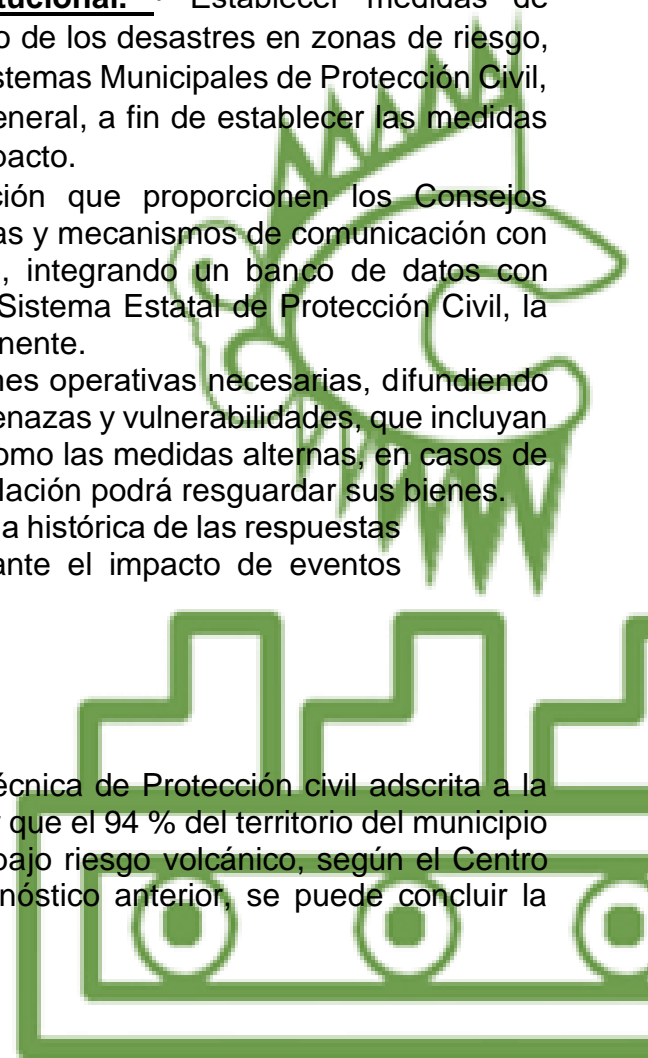 tucional. · Establecer medidas de
o de los desastres en zonas de riesgo,
stemas Municipales de Protección Civil,
eneral, a fin de establecer las medidas
pacto.
ción que proporcionen los Consejos
as y mecanismos de comunicación con
, integrando un banco de datos con
Sistema Estatal de Protección Civil, la
nente.
nes operativas necesarias, difundiendo
enazas y vulnerabilidades, que incluyan
omo las medidas alternas, en casos de
lación podrá resguardar sus bienes.
a histórica de las respuestas
ante el impacto de eventos
écnica de Protección civil adscrita a la
r que el 94 % del territorio del municipio
bajo riesgo volcánico, según el Centro
nóstico anterior, se puede concluir la